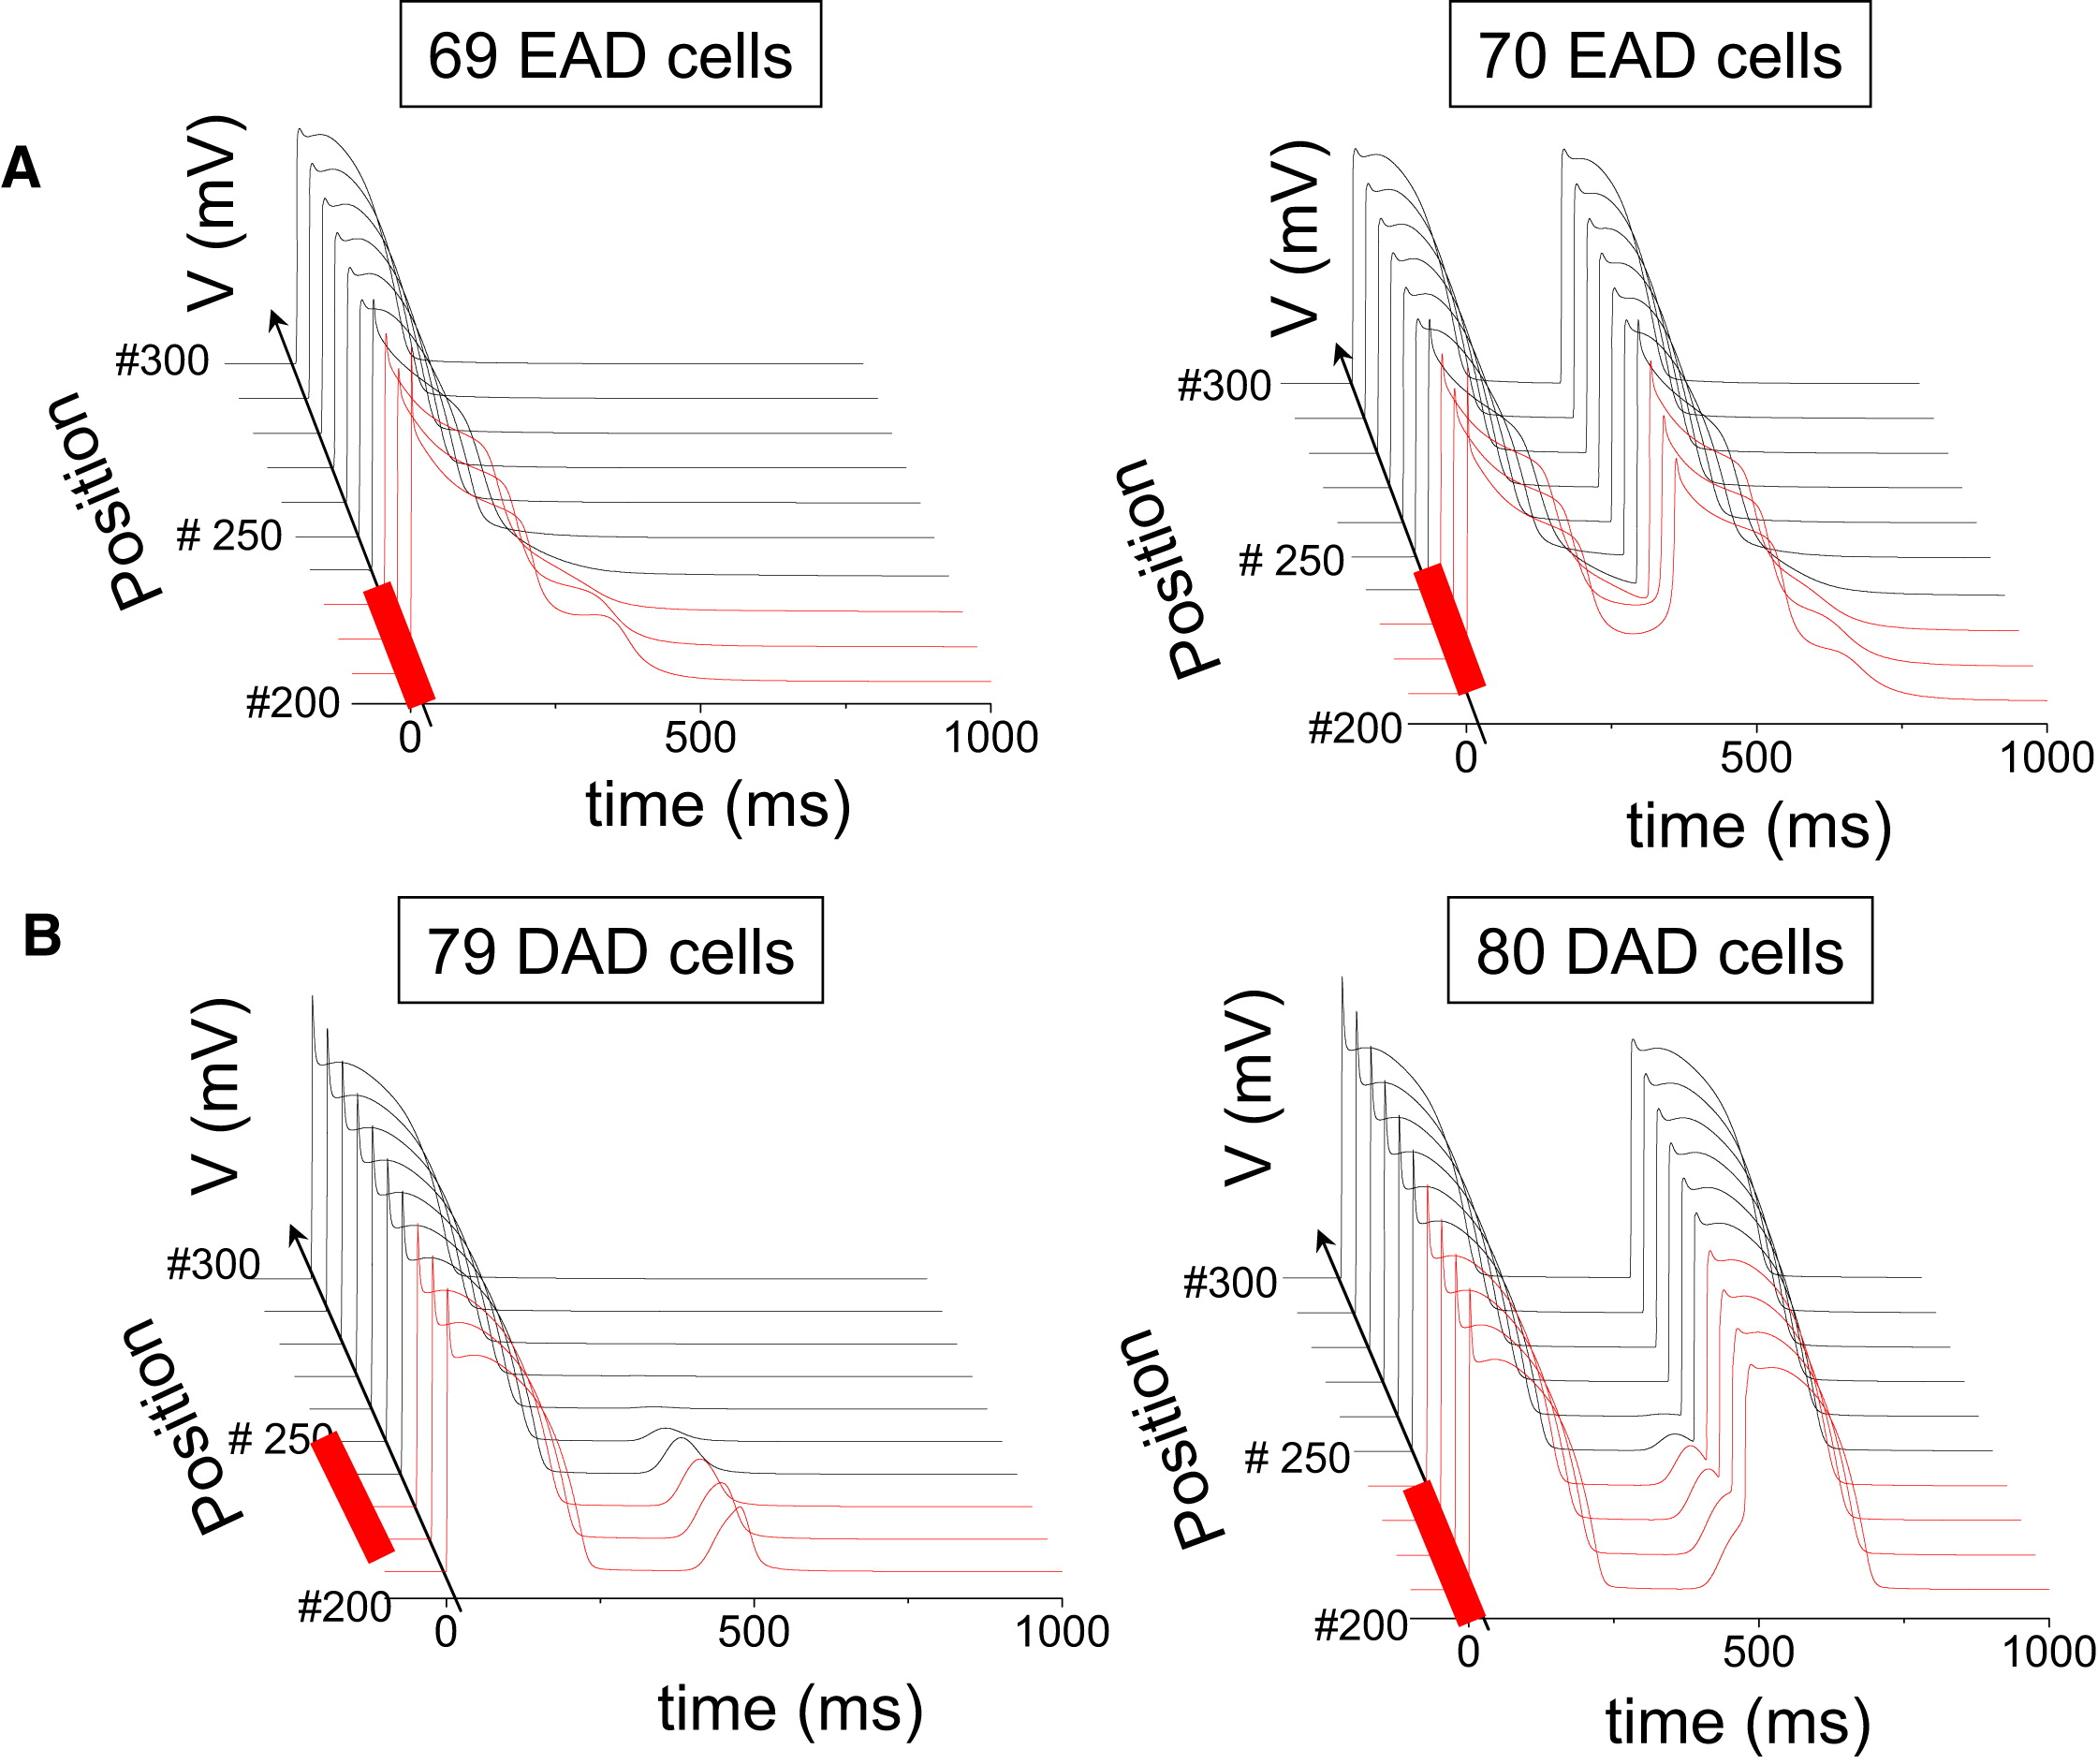 69 EAD cells
70 EAD cells
A
V (mV)
V (mV)
#300
#300
Position
Position
# 250
# 250
#200
#200
0
500
1000
0
500
1000
time (ms)
time (ms)
B
79 DAD cells
80 DAD cells
V (mV)
V (mV)
#300
#300
Position
Position
# 250
# 250
#200
#200
0
500
1000
0
500
1000
time (ms)
time (ms)